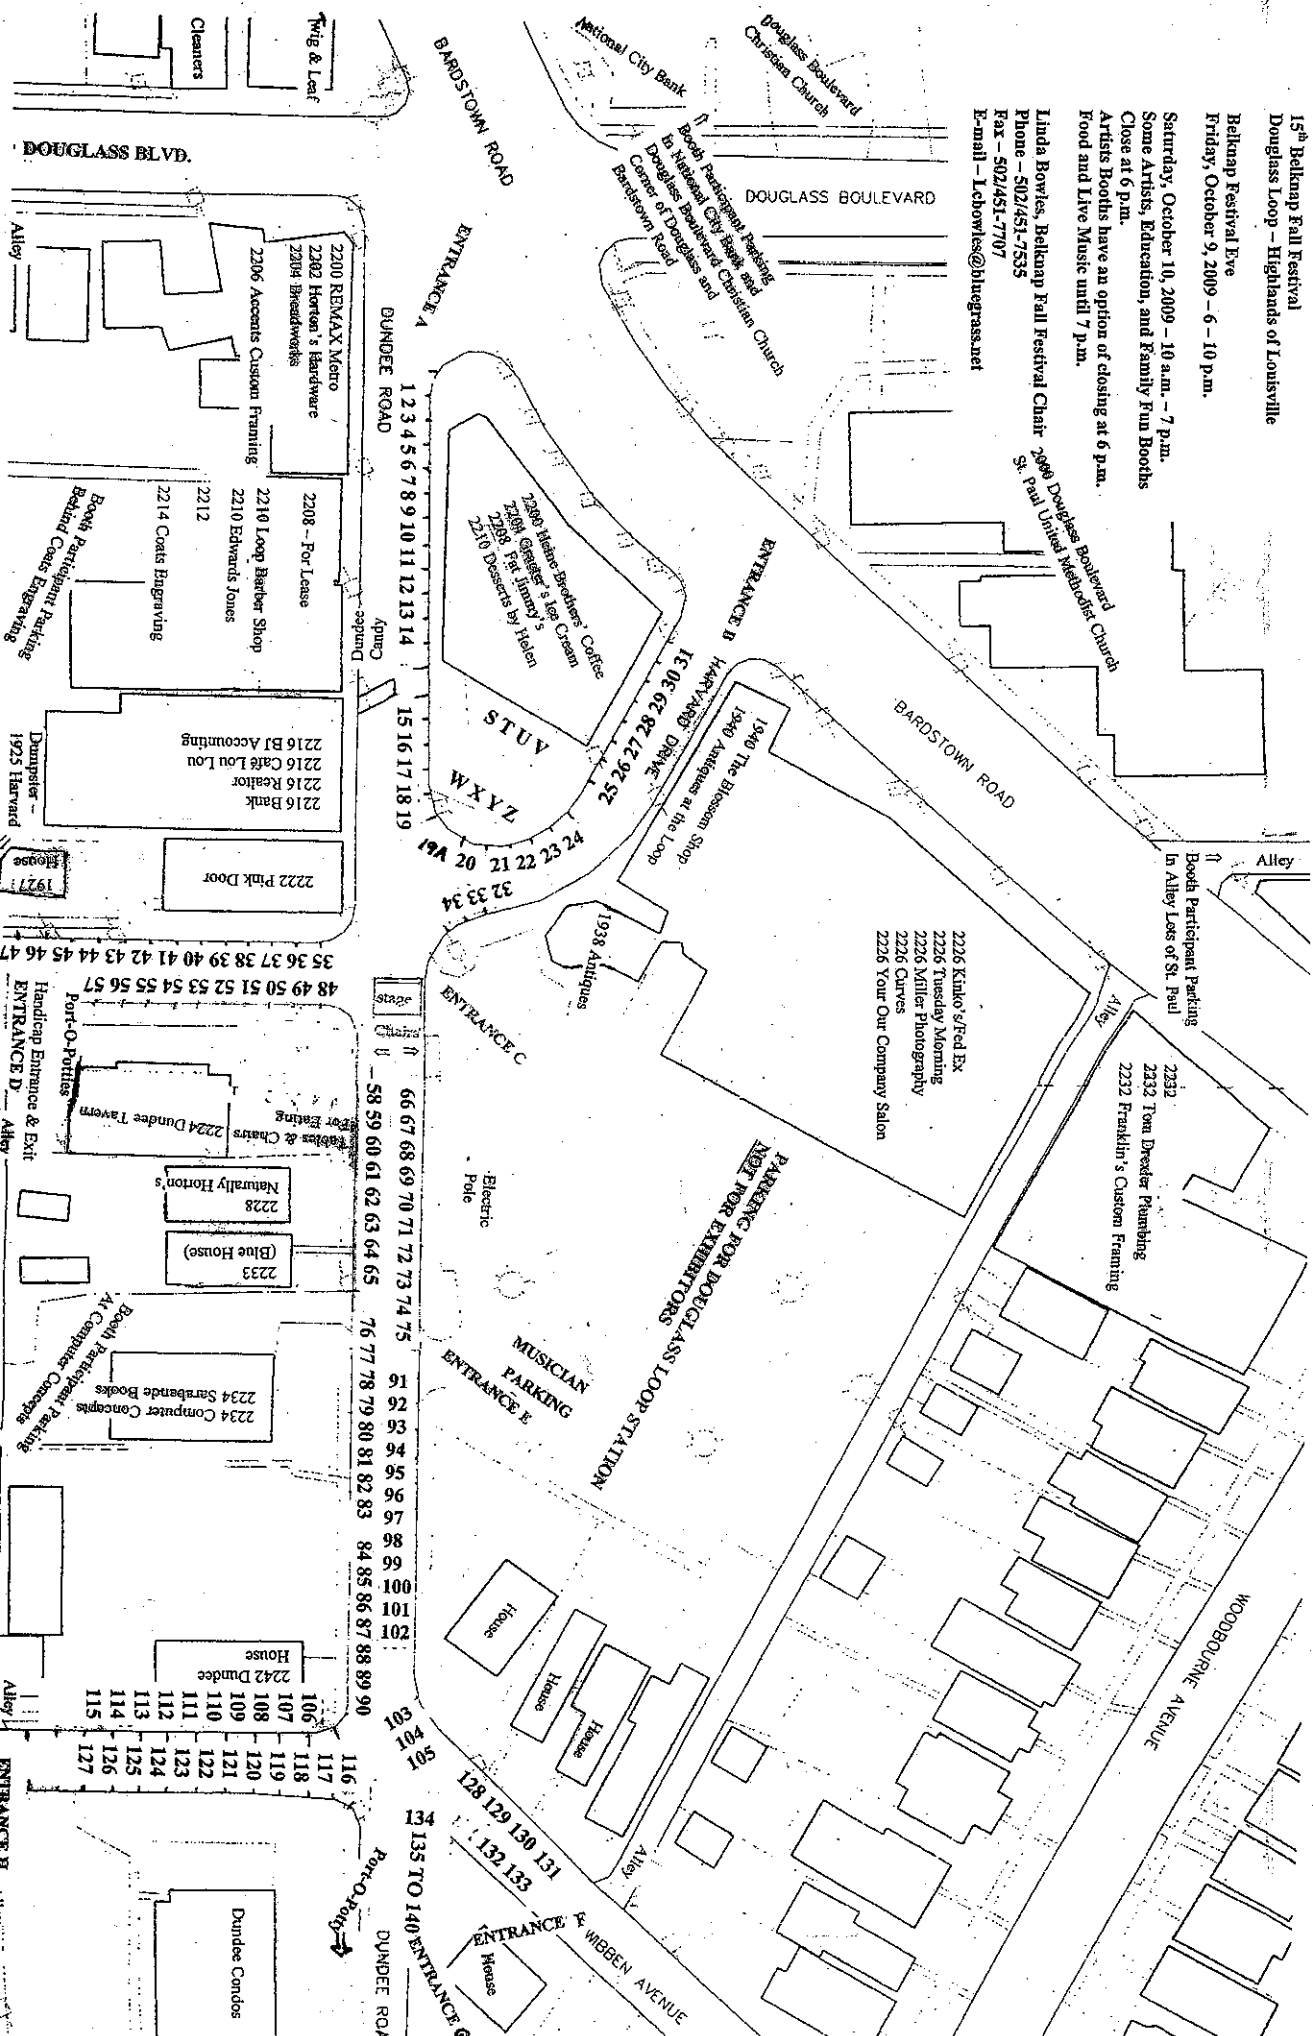 15th Belknap Fall Festival
Douglass Loop – Highlands of Louisville
Belknap Festival Eve
Friday, October 9, 2009 – 6 – 10 p.m.
Saturday, October 10, 2009 – 10 a.m. – 7 p.m.
Some Artists, Education, and Family Fun Booths
Close at 6 p.m.
Artists Booths have an option of closing at 6 p.m.
Food and Live Music until 7 p.m.
Linda Bowles, Belknap Fall Festival Chair
Phone – 502/451-7535
Fax – 502/451-7707
E-mail – Lcbowles@bluegrass.net
2000 Douglass Boulevard
St. Paul United Methodist Church
Douglass Boulevard
Christian Church
National City Bank
DOUGLASS BOULEVARD
Booth Participant Parking
In National City Bank and
Douglass Boulevard Christian Church
Corner of Douglass and
Bardstown Road
BARDSTOWN ROAD
Twig & Leaf
Cleaners
DOUGLASS BLVD.
Alley
ENTRANCE A
DUNDEE ROAD
2200 REMAX Metro
2202 Horton's Hardware
2204 Breadworks
2206 Accents Custom Framing
2208 – For Lease
2210 Loop Barber Shop
2210 Edwards Jones
2212
2214 Coats Engraving
Booth Participant Parking
Behind Coats Engraving
1 2 3 4 5 6 7 8 9 10 11 12 13 14
15 16 17 18 19
19A 20 21 22 23 24
25 26 27 28 29 30 31
2200 Heine Brothers' Coffee
2204 Graeter's Ice Cream
2208 Fat Jimmy's
2210 Desserts by Helen
Candy
Dundee
S T U V
W X Y Z
ENTRANCE B
HARVARD DRIVE
1940 The Blossom Shop
1940 Antiques at the Loop
1938 Antiques
32 33 34
BARDSTOWN ROAD
Alley
Booth Participant Parking
In Alley Lots of St. Paul
Alley
2216 BJ Accounting
2216 Café Lou Lou
2216 Realtor
2216 Bank
Dumpster –
1925 Harvard
1927
House
2222 Pink Door
35 36 37 38 39 40 41 42 43 44 45 46 47
48 49 50 51 52 53 54 55 56 57
stage
Chairs
ENTRANCE C
2226 Kinko's/Fed Ex
2226 Tuesday Morning
2226 Miller Photography
2226 Curves
2226 Your Our Company Salon
2232
2232 Tom Drexler Plumbing
2232 Franklin's Custom Framing
Port-O-Potties
Handicap Entrance & Exit
ENTRANCE D
Alley
2224 Dundee Tavern
Tables & Chairs
For Eating
58 59 60 61 62 63 64 65
66 67 68 69 70 71 72 73 74 75
Electric
Pole
2228
Naturally Horton's
2233
(Blue House)
PARKING FOR DOUGLASS LOOP STATION
NOT FOR EXHIBITORS
MUSICIAN
PARKING
ENTRANCE E
Booth Participant Parking
At Computer Concepts
2234 Computer Concepts
2234 Sarabande Books
76 77 78 79 80 81 82 83
84 85 86 87 88 89 90
91
92
93
94
95
96
97
98
99
100
101
102
103
104
105
House
House
House
2242 Dundee
House
106
107
108
109
110
111
112
113
114
115
116
117
118
119
120
121
122
123
124
125
126
127
Alley
ENTRANCE H
128 129 130 131
132 133
134
135 TO 140
Alley
WOODBOURNE AVENUE
Port-O-Potty
Dundee Condos
DUNDEE ROA
ENTRANCE G
ENTRANCE F
House
WIBBEN AVENUE